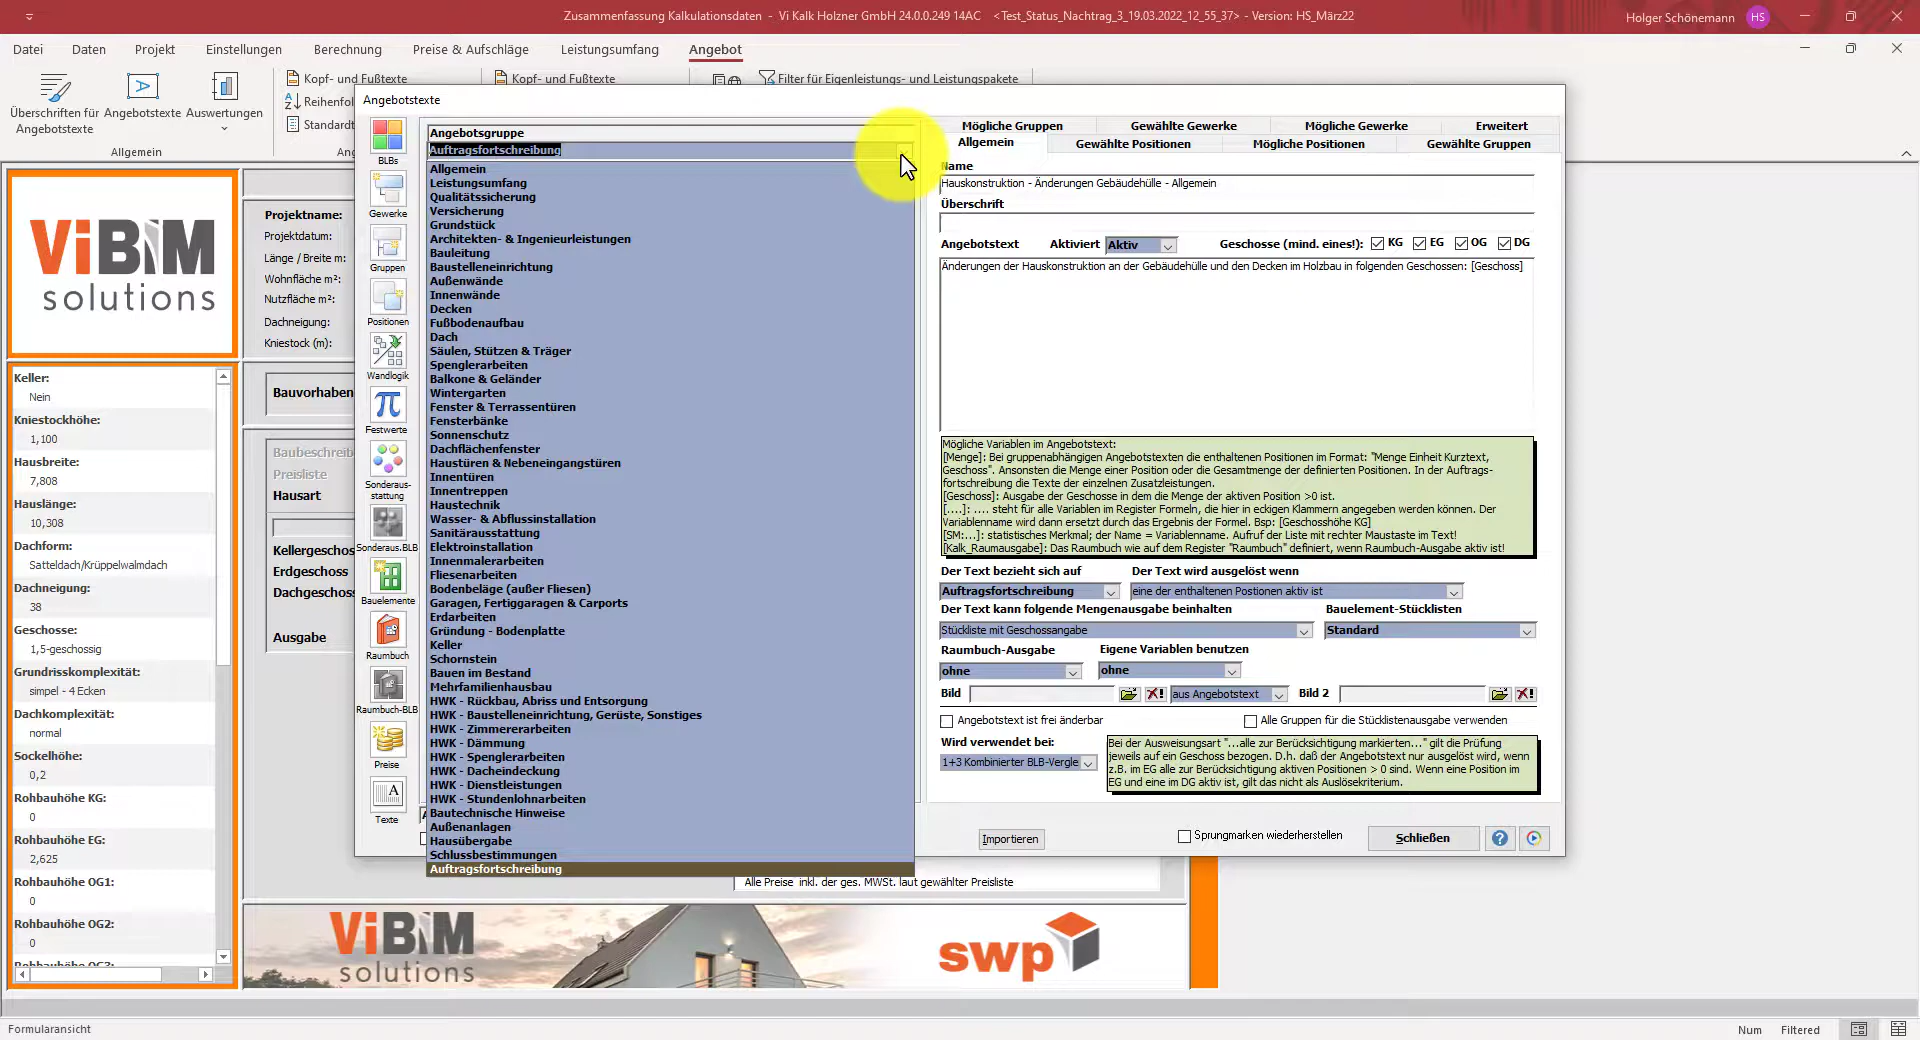 Zusammenfassung Kalkulationsdaten - Vi Kalk Holzner GmbH 24.0.0.249 14AC <Test_Status_Nachtrag_3_19.03.2022_12_55_37> - Version: HS_März22
Holger Schönemann HS
Datei Daten Projekt Einstellungen Berechnung Preise & Aufschläge Leistungsumfang Angebot
Überschriften für Angebotstexte
Angebotstexte
Auswertungen
Kopf- und Fußtexte
Reihenfol
Standardt
Kopf- und Fußtexte
Filter für Eigenleistungs- und Leistungspakete
Allgemein
Ang
ViBIM
solutions
Projektname:
Projektdatum:
Länge / Breite m:
Wohnfläche m²:
Nutzfläche m²:
Dachneigung:
Kniestock (m):
Keller:
Nein
Kniestockhöhe:
1,100
Hausbreite:
7,808
Hauslänge:
10,308
Dachform:
Satteldach/Krüppelwalmdach
Dachneigung:
38
Geschosse:
1,5-geschossig
Grundrisskomplexität:
simpel - 4 Ecken
Dachkomplexität:
normal
Sockelhöhe:
0,2
Rohbauhöhe KG:
0
Rohbauhöhe EG:
2,625
Rohbauhöhe OG1:
0
Rohbauhöhe OG2:
0
Rohbauhöhe OG3:
Bauvorhaben
Baubeschreib
Preisliste
Hausart
Kellergeschos
Erdgeschoss
Dachgeschos
Ausgabe
Angebotstexte
BLBs
Gewerke
Gruppen
Positionen
Wandlogik
Festwerte
Sonderaus-
stattung
Sonderaus.BLB
Bauelemente
Raumbuch
Raumbuch-BLB
Preise
Texte
Angebotsgruppe
Auftragsfortschreibung
Allgemein
Leistungsumfang
Qualitätssicherung
Versicherung
Grundstück
Architekten- & Ingenieurleistungen
Bauleitung
Baustelleneinrichtung
Außenwände
Innenwände
Decken
Fußbodenaufbau
Dach
Säulen, Stützen & Träger
Spenglerarbeiten
Balkone & Geländer
Wintergarten
Fenster & Terrassentüren
Fensterbänke
Sonnenschutz
Dachflächenfenster
Haustüren & Nebeneingangstüren
Innentüren
Innentreppen
Haustechnik
Wasser- & Abflussinstallation
Sanitärausstattung
Elektroinstallation
Innenmalerarbeiten
Fliesenarbeiten
Bodenbeläge (außer Fliesen)
Garagen, Fertiggaragen & Carports
Erdarbeiten
Gründung - Bodenplatte
Keller
Schornstein
Bauen im Bestand
Mehrfamilienhausbau
HWK - Rückbau, Abriss und Entsorgung
HWK - Baustelleneinrichtung, Gerüste, Sonstiges
HWK - Zimmererarbeiten
HWK - Dämmung
HWK - Spenglerarbeiten
HWK - Dacheindeckung
HWK - Dienstleistungen
HWK - Stundenlohnarbeiten
Bautechnische Hinweise
Außenanlagen
Hausübergabe
Schlussbestimmungen
Auftragsfortschreibung
Mögliche Gruppen Gewählte Gewerke Mögliche Gewerke Erweitert
Allgemein Gewählte Positionen Mögliche Positionen Gewählte Gruppen
Name
Hauskonstruktion - Änderungen Gebäudehülle - Allgemein
Überschrift
Angebotstext Aktiviert Aktiv Geschosse (mind. eines!): KG EG OG DG
Änderungen der Hauskonstruktion an der Gebäudehülle und den Decken im Holzbau in folgenden Geschossen: [Geschoss]
Mögliche Variablen im Angebotstext:
[Menge]: Bei gruppenabhängigen Angebotstexten die enthaltenen Positionen im Format: "Menge Einheit Kurztext,
Geschoss". Ansonsten die Menge einer Position oder die Gesamtmenge der definierten Positionen. In der Auftrags-
fortschreibung die Texte der einzelnen Zusatzleistungen.
[Geschoss]: Ausgabe der Geschosse in dem die Menge der aktiven Position >0 ist.
[....]: .... steht für alle Variablen im Register Formeln, die hier in eckigen Klammern angegeben werden können. Der
Variablenname wird dann ersetzt durch das Ergebnis der Formel. Bsp: [Geschosshöhe KG]
[SM:...]: statistisches Merkmal; der Name = Variablenname. Aufruf der Liste mit rechter Maustaste im Text!
[Kalk_Raumausgabe]: Das Raumbuch wie auf dem Register "Raumbuch" definiert, wenn Raumbuch-Ausgabe aktiv ist!
Der Text bezieht sich auf Der Text wird ausgelöst wenn
Auftragsfortschreibung eine der enthaltenen Postionen aktiv ist
Der Text kann folgende Mengenausgabe beinhalten Bauelement-Stücklisten
Stückliste mit Geschossangabe Standard
Raumbuch-Ausgabe Eigene Variablen benutzen
ohne ohne
Bild aus Angebotstext Bild 2
Angebotstext ist frei änderbar Alle Gruppen für die Stücklistenausgabe verwenden
Wird verwendet bei:
1+3 Kombinierter BLB-Vergle
Bei der Ausweisungsart "...alle zur Berücksichtigung markierten..." gilt die Prüfung
jeweils auf ein Geschoss bezogen. D.h. daß der Angebotstext nur ausgelöst wird, wenn
z.B. im EG alle zur Berücksichtigung aktiven Positionen > 0 sind. Wenn eine Position im
EG und eine im DG aktiv ist, gilt das nicht als Auslösekriterium.
Importieren Sprungmarken wiederherstellen Schließen
Alle Preise inkl. der ges. MWSt. laut gewählter Preisliste
ViBIM
solutions
swp
Formularansicht
Num Filtered